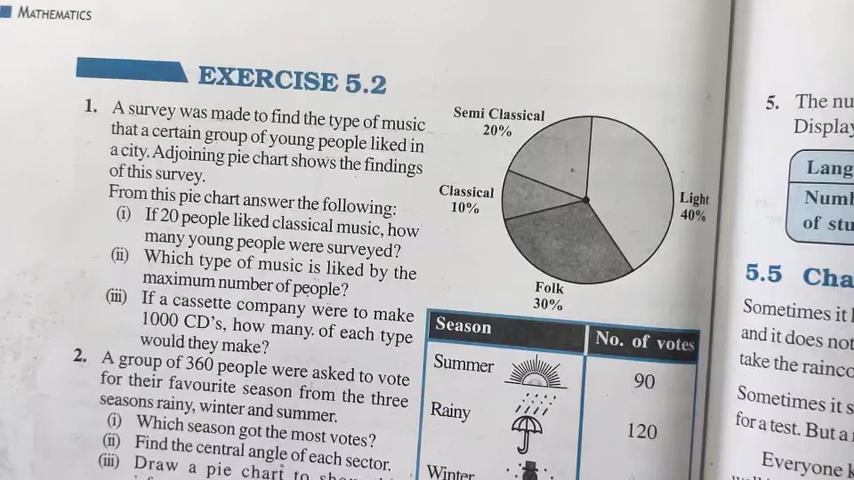 MATHEMATICS
EXERCISE 5.2
1. A survey was made to find the type of music
that a certain group of young people liked in
a city. Adjoining pie chart shows the findings
of this survey.
From this pie chart answer the following:
(i) If 20 people liked classical music, how
many young people were surveyed?
(ii) Which type of music is liked by the
maximum number of people?
(iii) If a cassette company were to make
1000 CD's, how many of each type
would they make?
2. A group of 360 people were asked to vote
for their favourite season from the three
seasons rainy, winter and summer.
(i) Which season got the most votes?
(ii) Find the central angle of each sector.
(iii) Draw a pie chart to
Semi Classical
20%
Classical
10%
Light
40%
Folk
30%
Season No. of votes
Summer 90
Rainy 120
Winter
5. The nu
Display
Lang
Numb
of stu
5.5 Cha
Sometimes it
and it does not
take the rainco
Sometimes it s
for a test. But a
Everyone k